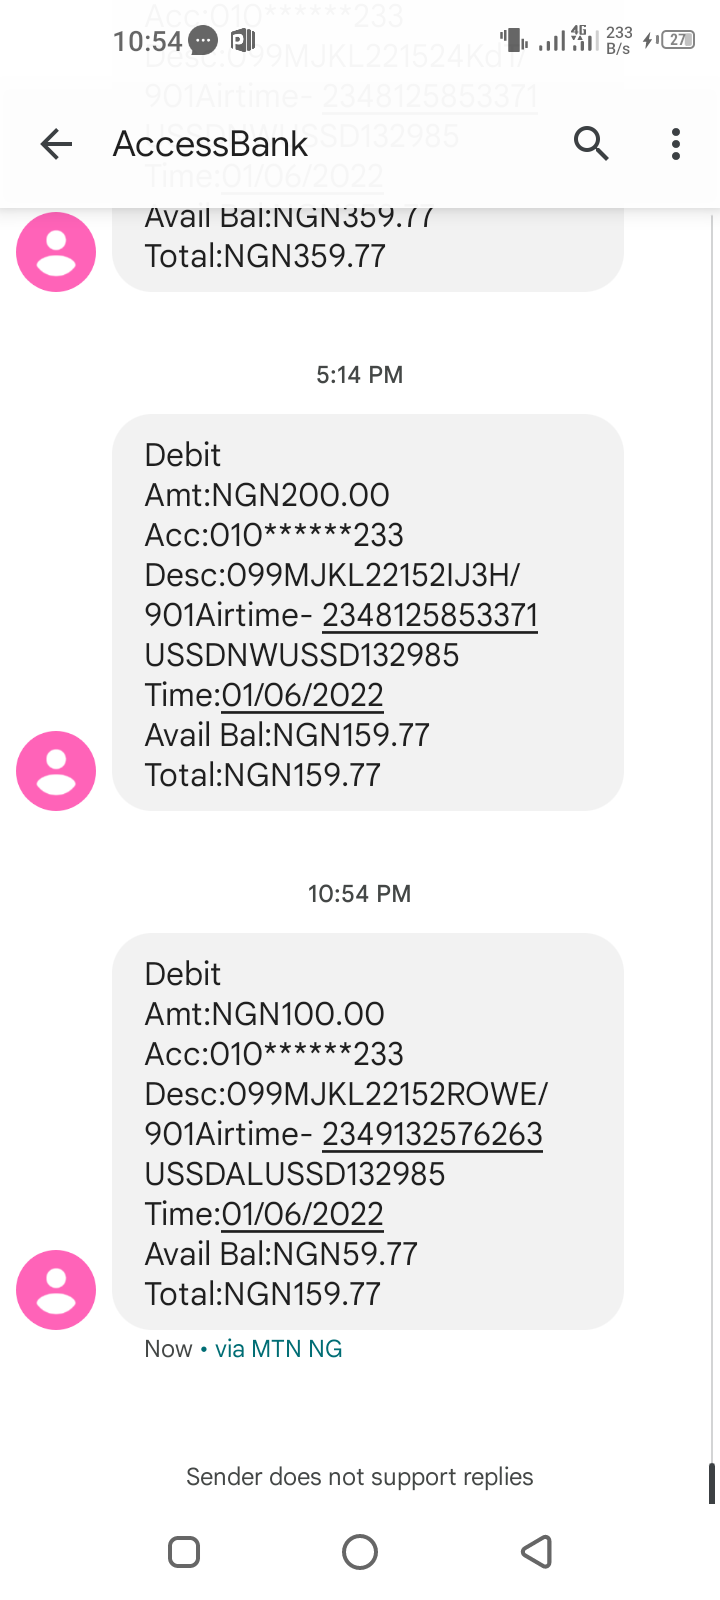 Acc:010******233
10:54
233
B/s
27
4G
Desc:099MJKL221524Kd17
901Airtime- 2348125853371
AccessBank
USSDNWUSSD132985
Time:01/06/2022
Avail Bal:NGN359.77
Total:NGN359.77
5:14 PM
Debit
Amt:NGN200.00
Acc:010******233
Desc:099MJKL22152IJ3H/
901Airtime- 2348125853371
USSDNWUSSD132985
Time:01/06/2022
Avail Bal:NGN159.77
Total:NGN159.77
10:54 PM
Debit
Amt:NGN100.00
Acc:010******233
Desc:099MJKL22152ROWE/
901Airtime- 2349132576263
USSDALUSSD132985
Time:01/06/2022
Avail Bal:NGN59.77
Total:NGN159.77
Now • via MTN NG
Sender does not support replies